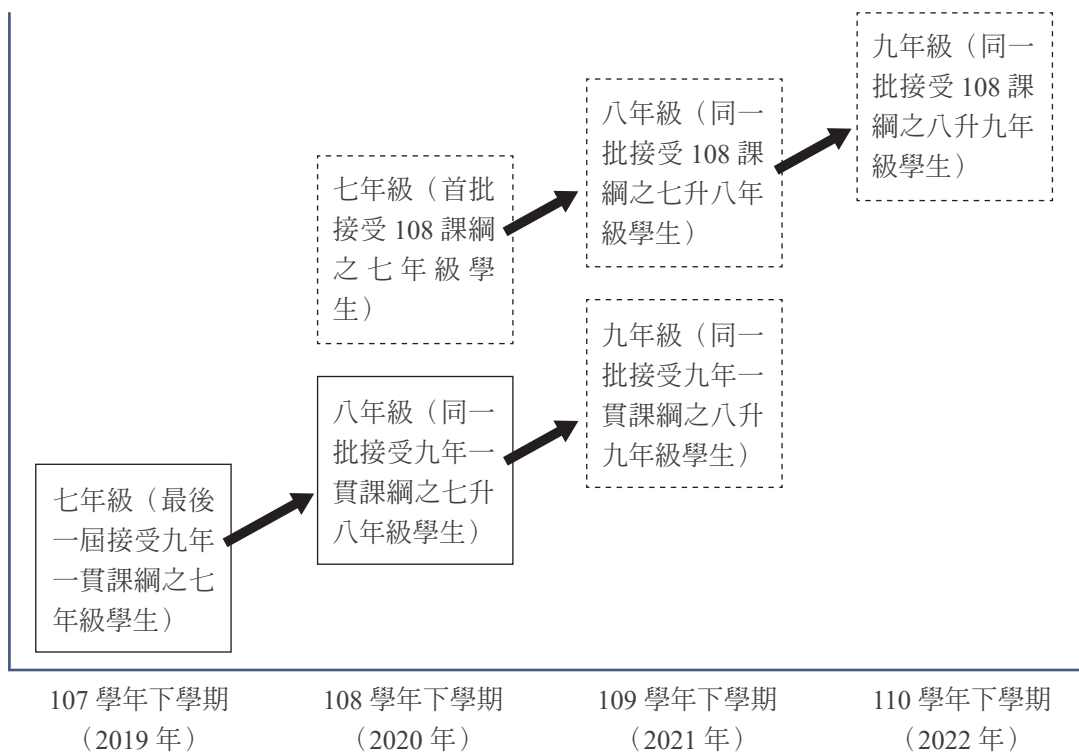 九年級（同一
批接受 108 課
綱之八升九年
級學生）
八年級（同一
批接受 108 課
綱之七升八年
級學生）
七年級（首批
接受 108 課綱
之七年級學
生）
九年級（同一
批接受九年一
貫課綱之八升
九年級學生）
八年級（同一
批接受九年一
貫課綱之七升
八年級學生）
七年級（最後
一屆接受九年
一貫課綱之七
年級學生）
107 學年下學期
（2019 年）
108 學年下學期
（2020 年）
109 學年下學期
（2021 年）
110 學年下學期
（2022 年）